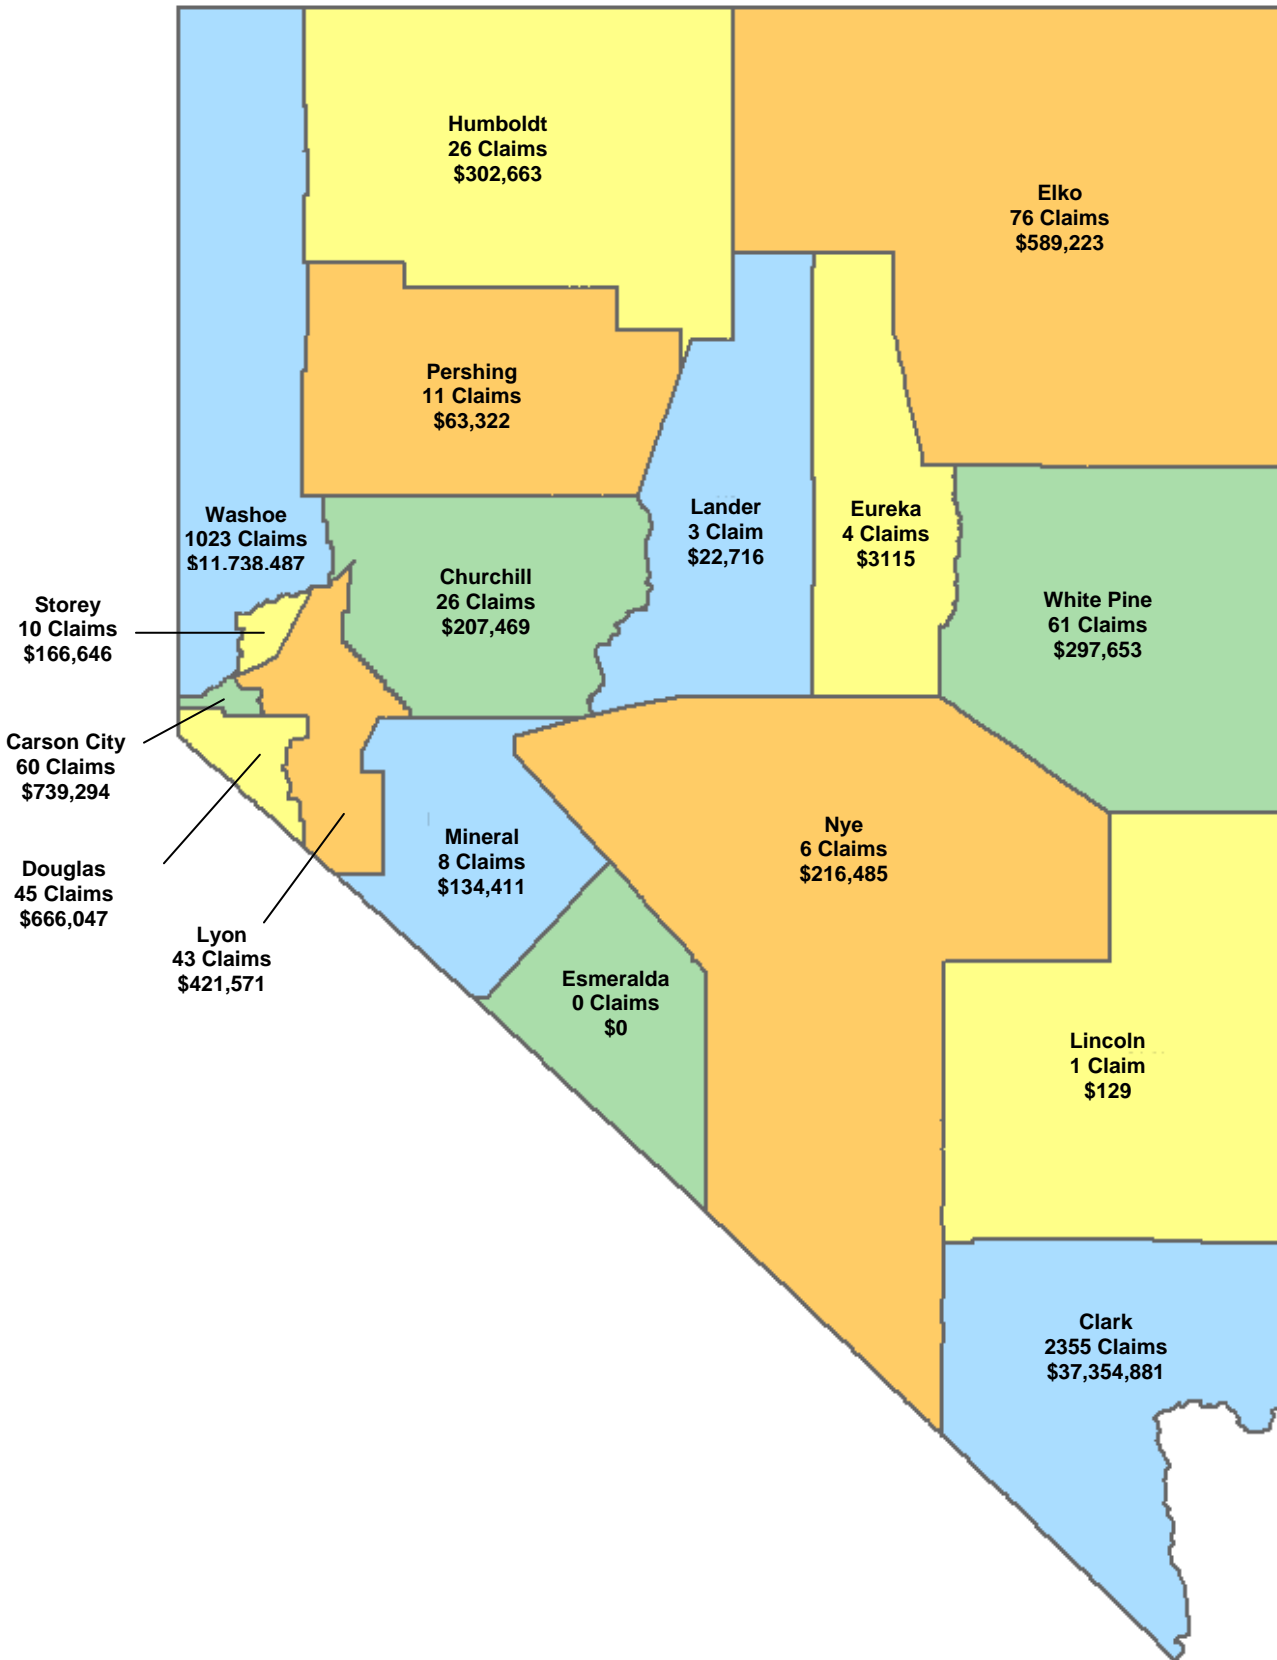 Humboldt
26 Claims
$302,663
Elko
76 Claims
$589,223
Pershing
11 Claims
$63,322
Washoe
1023 Claims
$11,738,487
Lander
3 Claim
$22,716
Eureka
4 Claims
$3115
Churchill
26 Claims
$207,469
White Pine
61 Claims
$297,653
Storey
10 Claims
$166,646
Carson City
60 Claims
$739,294
Douglas
45 Claims
$666,047
Lyon
43 Claims
$421,571
Mineral
8 Claims
$134,411
Nye
6 Claims
$216,485
Esmeralda
0 Claims
$0
Lincoln
1 Claim
$129
Clark
2355 Claims
$37,354,881